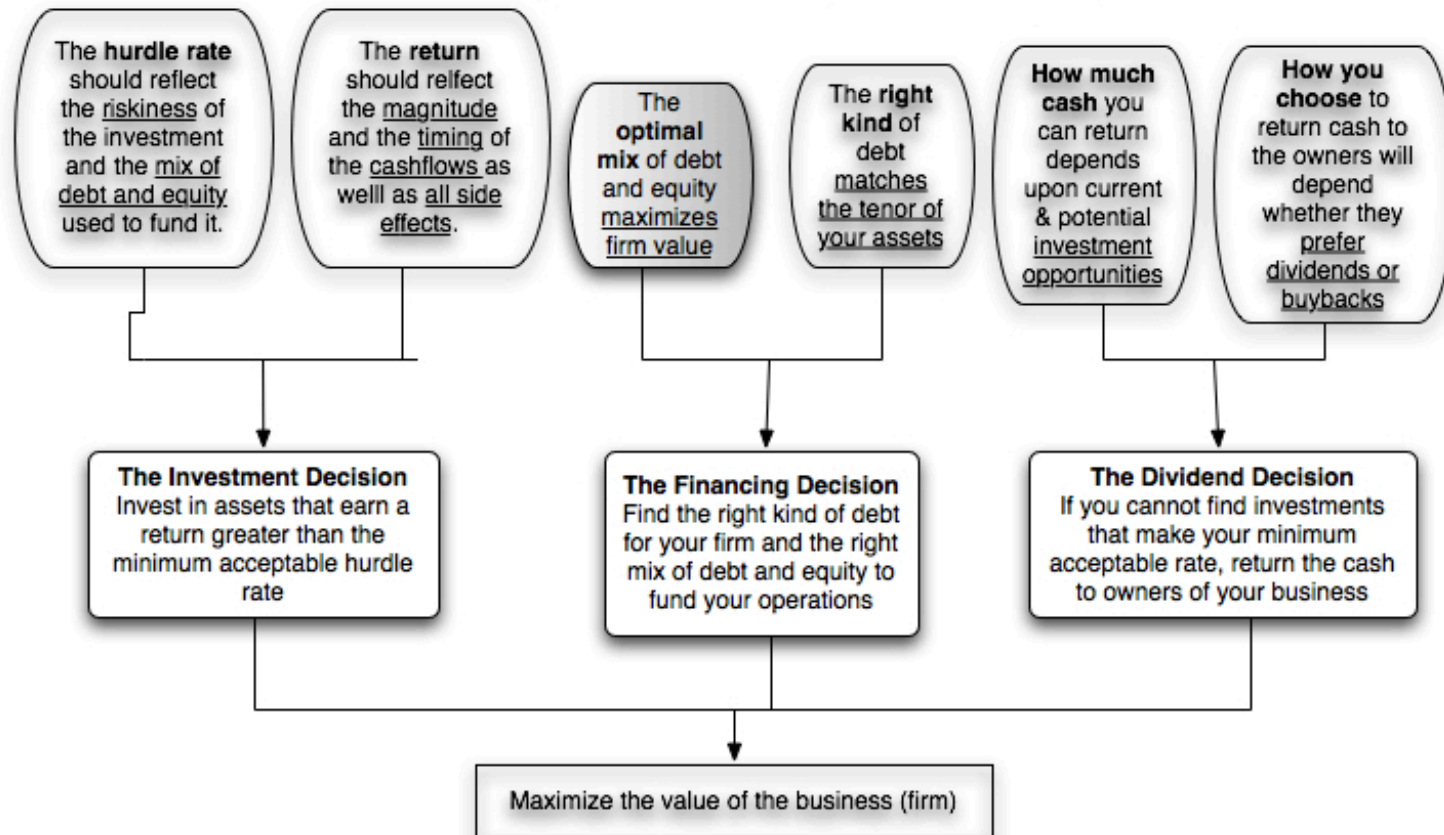 The hurdle rate
should reflect
the riskiness of
the investment
and the mix of
debt and equity
used to fund it.
The return
should relfect
the magnitude
and the timing of
the cashflows as
welll as all side
effects.
The
optimal
mix of debt
and equity
maximizes
firm value
The right
kind of
debt
matches
the tenor of
your assets
How much
cash you
can return
depends
upon current
& potential
investment
opportunities
How you
choose to
return cash to
the owners will
depend
whether they
prefer
dividends or
buybacks
The Investment Decision
Invest in assets that earn a
return greater than the
minimum acceptable hurdle
rate
The Financing Decision
Find the right kind of debt
for your firm and the right
mix of debt and equity to
fund your operations
The Dividend Decision
If you cannot find investments
that make your minimum
acceptable rate, return the cash
to owners of your business
Maximize the value of the business (firm)